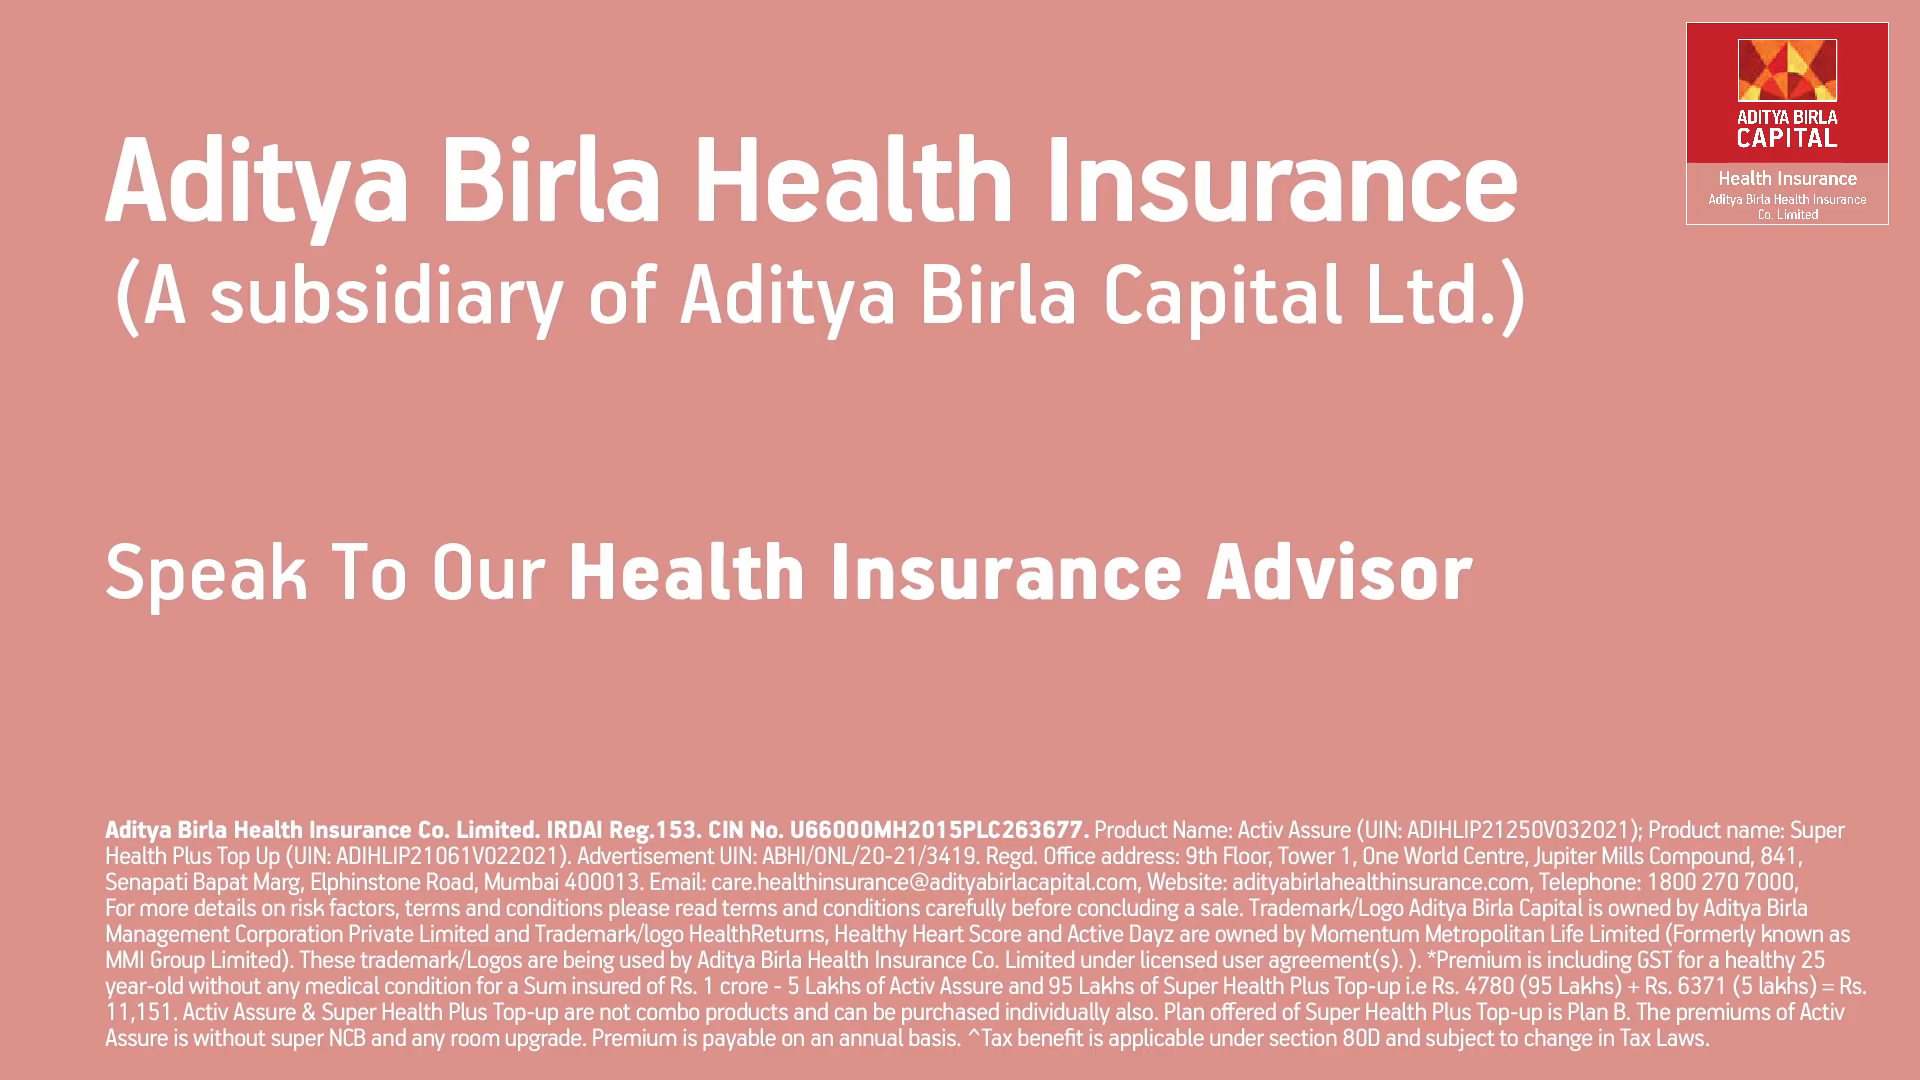 ADITYA BIRLA
CAPITAL
Health Insurance
Aditya Birla Health Insurance
Co. Limited
Aditya Birla Health Insurance
(A subsidiary of Aditya Birla Capital Ltd.)
Speak To Our Health Insurance Advisor
Aditya Birla Health Insurance Co. Limited. IRDAI Reg.153. CIN No. U66000MH2015PLC263677. Product Name: Activ Assure (UIN: ADIHLIP21250V032021); Product name: Super
Health Plus Top Up (UIN: ADIHLIP21061V022021). Advertisement UIN: ABHI/ONL/20-21/3419. Regd. Office address: 9th Floor, Tower 1, One World Centre, Jupiter Mills Compound, 841,
Senapati Bapat Marg, Elphinstone Road, Mumbai 400013. Email: care.healthinsurance@adityabirlacapital.com, Website: adityabirlahealthinsurance.com, Telephone: 1800 270 7000,
For more details on risk factors, terms and conditions please read terms and conditions carefully before concluding a sale. Trademark/Logo Aditya Birla Capital is owned by Aditya Birla
Management Corporation Private Limited and Trademark/logo HealthReturns, Healthy Heart Score and Active Dayz are owned by Momentum Metropolitan Life Limited (Formerly known as
MMI Group Limited). These trademark/Logos are being used by Aditya Birla Health Insurance Co. Limited under licensed user agreement(s). ). *Premium is including GST for a healthy 25
year-old without any medical condition for a Sum insured of Rs. 1 crore - 5 Lakhs of Activ Assure and 95 Lakhs of Super Health Plus Top-up i.e Rs. 4780 (95 Lakhs) + Rs. 6371 (5 lakhs) = Rs.
11,151. Activ Assure & Super Health Plus Top-up are not combo products and can be purchased individually also. Plan offered of Super Health Plus Top-up is Plan B. The premiums of Activ
Assure is without super NCB and any room upgrade. Premium is payable on an annual basis. ^Tax benefit is applicable under section 80D and subject to change in Tax Laws.